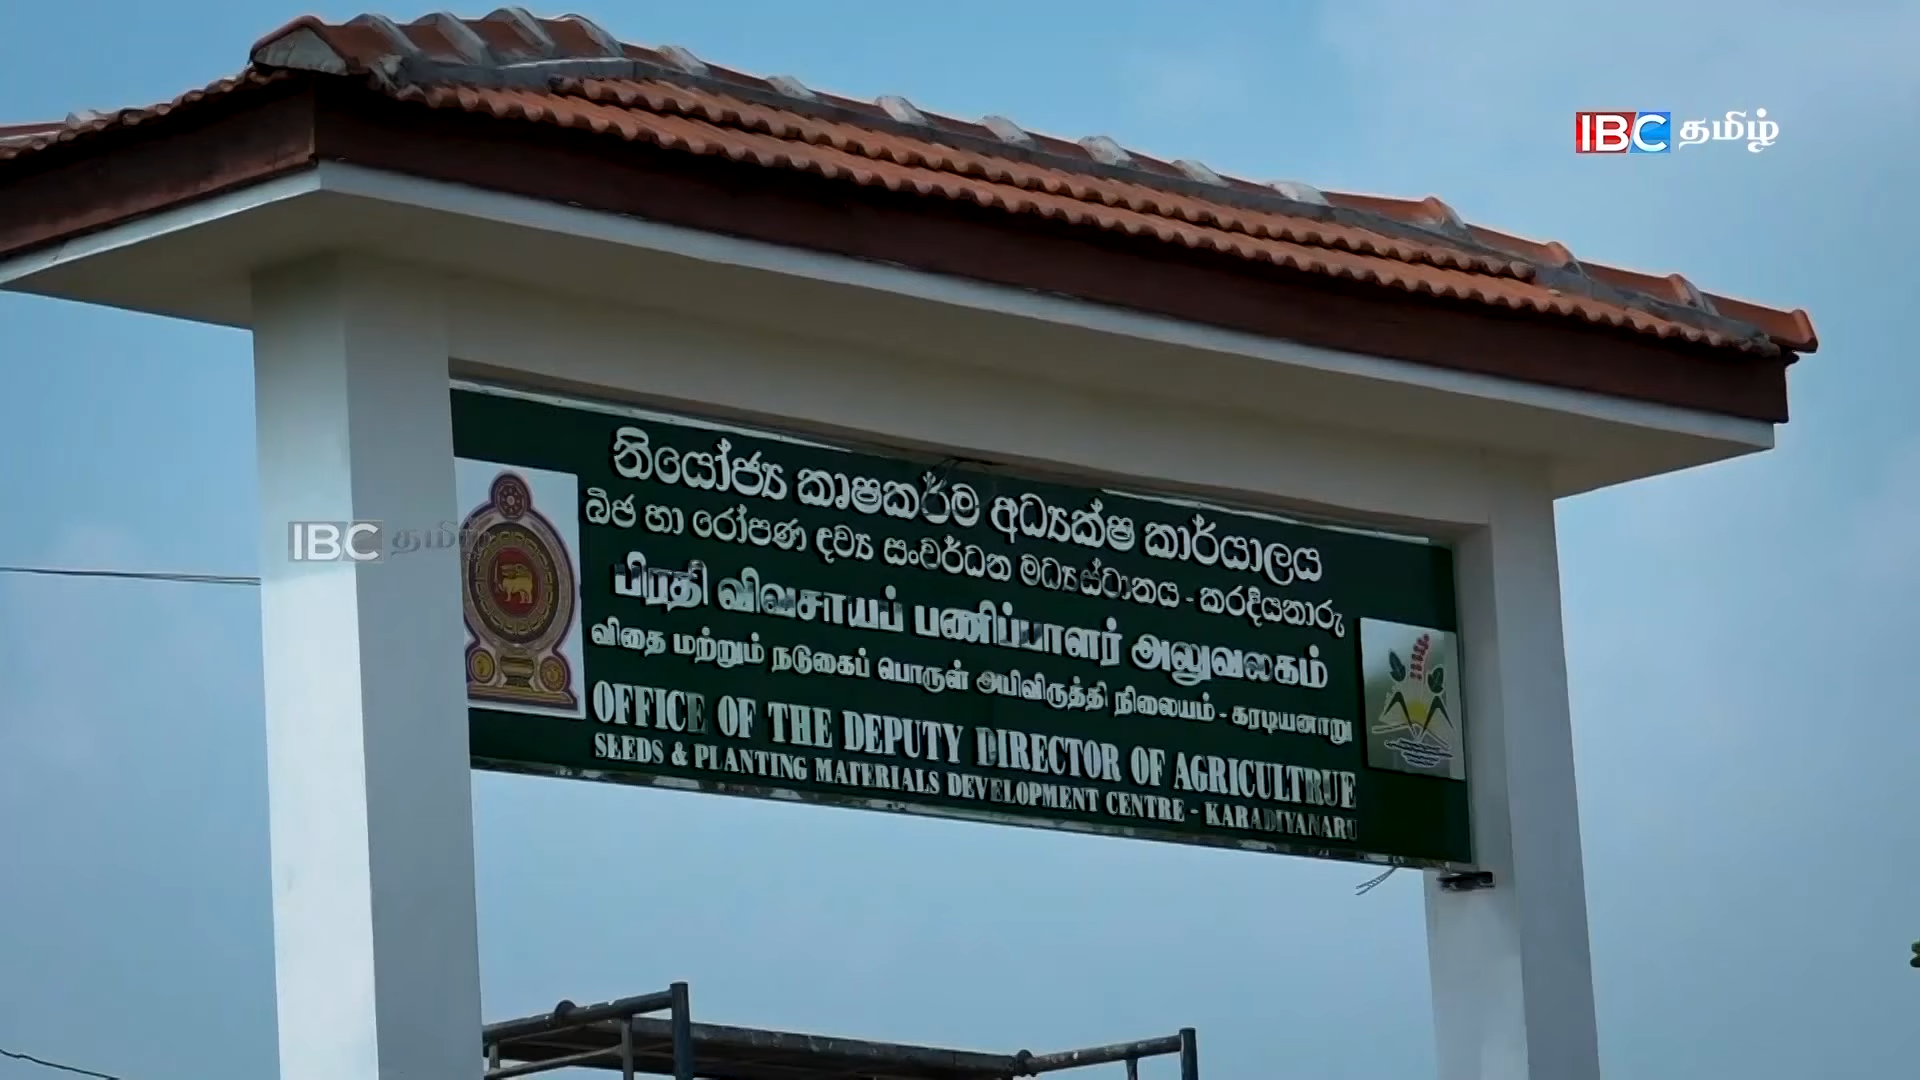 IBC தமிழ்
නියෝජ්‍ය කෘෂිකර්ම අධ්‍යක්ෂ කාර්යාලය
බීජ හා රෝපණ ද්‍රව්‍ය සංවර්ධන මධ්‍යස්ථානය - කරදියනාරු
பிரதி விவசாயப் பணிப்பாளர் அலுவலகம்
விதை மற்றும் நடுகைப் பொருள் அபிவிருத்தி நிலையம் - கரடியனாறு
OFFICE OF THE DEPUTY DIRECTOR OF AGRICULTRUE
SEEDS & PLANTING MATERIALS DEVELOPMENT CENTRE - KARADIYANARU
IBC தமிழ்